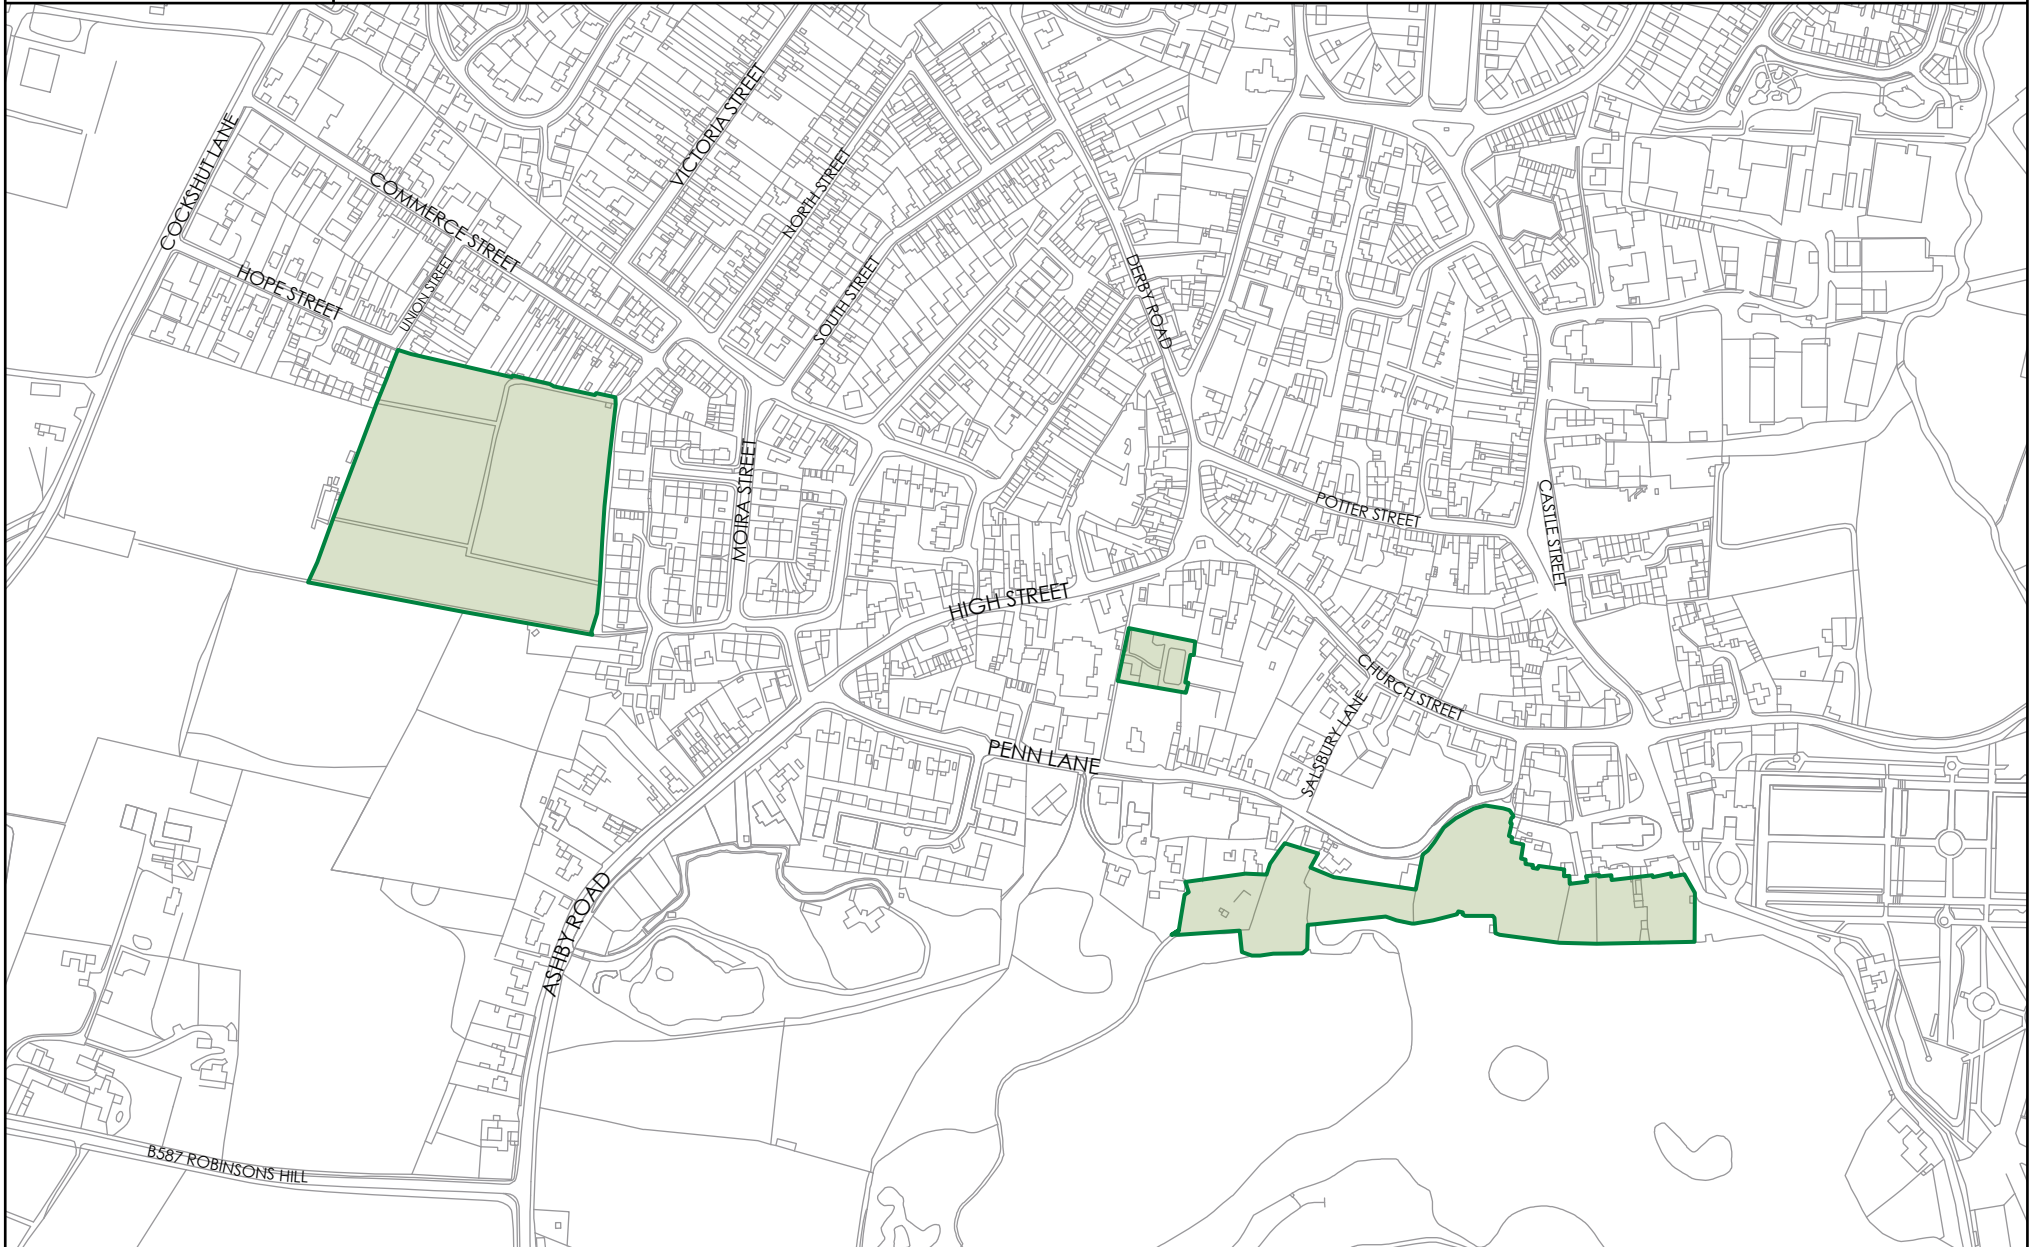 VICTORIA STREET
COCKSHUT LANE
NORTH STREET
COMMERCE STREET
UNION STREET
HOPE STREET
SOUTH STREET
DERBY ROAD
MOIRA STREET
POTTER STREET
CASTLE STREET
HIGH STREET
CHURCH STREET
SALSBURY LANE
PENN LANE
ASHBY ROAD
B587 ROBINSONS HILL